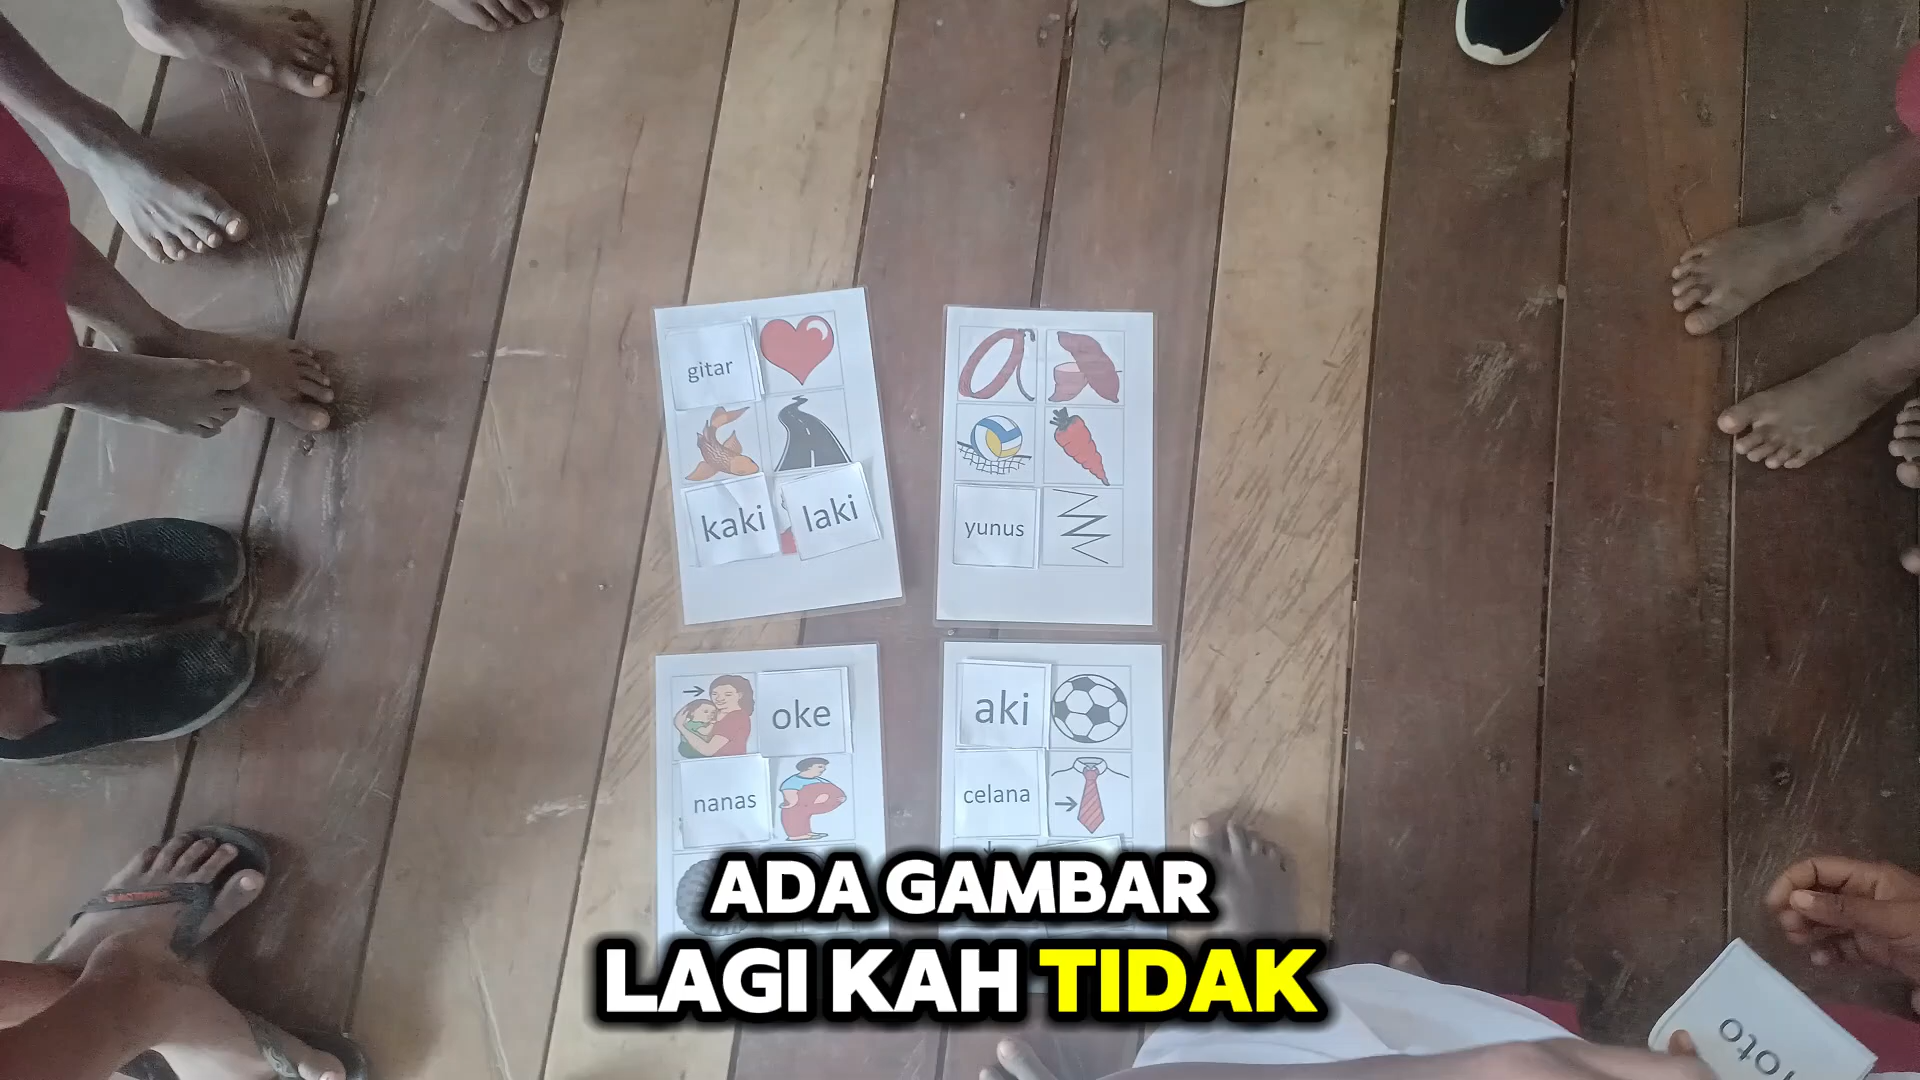 gitar
kaki
laki
yunus
oke
nanas
aki
celana
ADA GAMBAR
LAGI KAH TIDAK